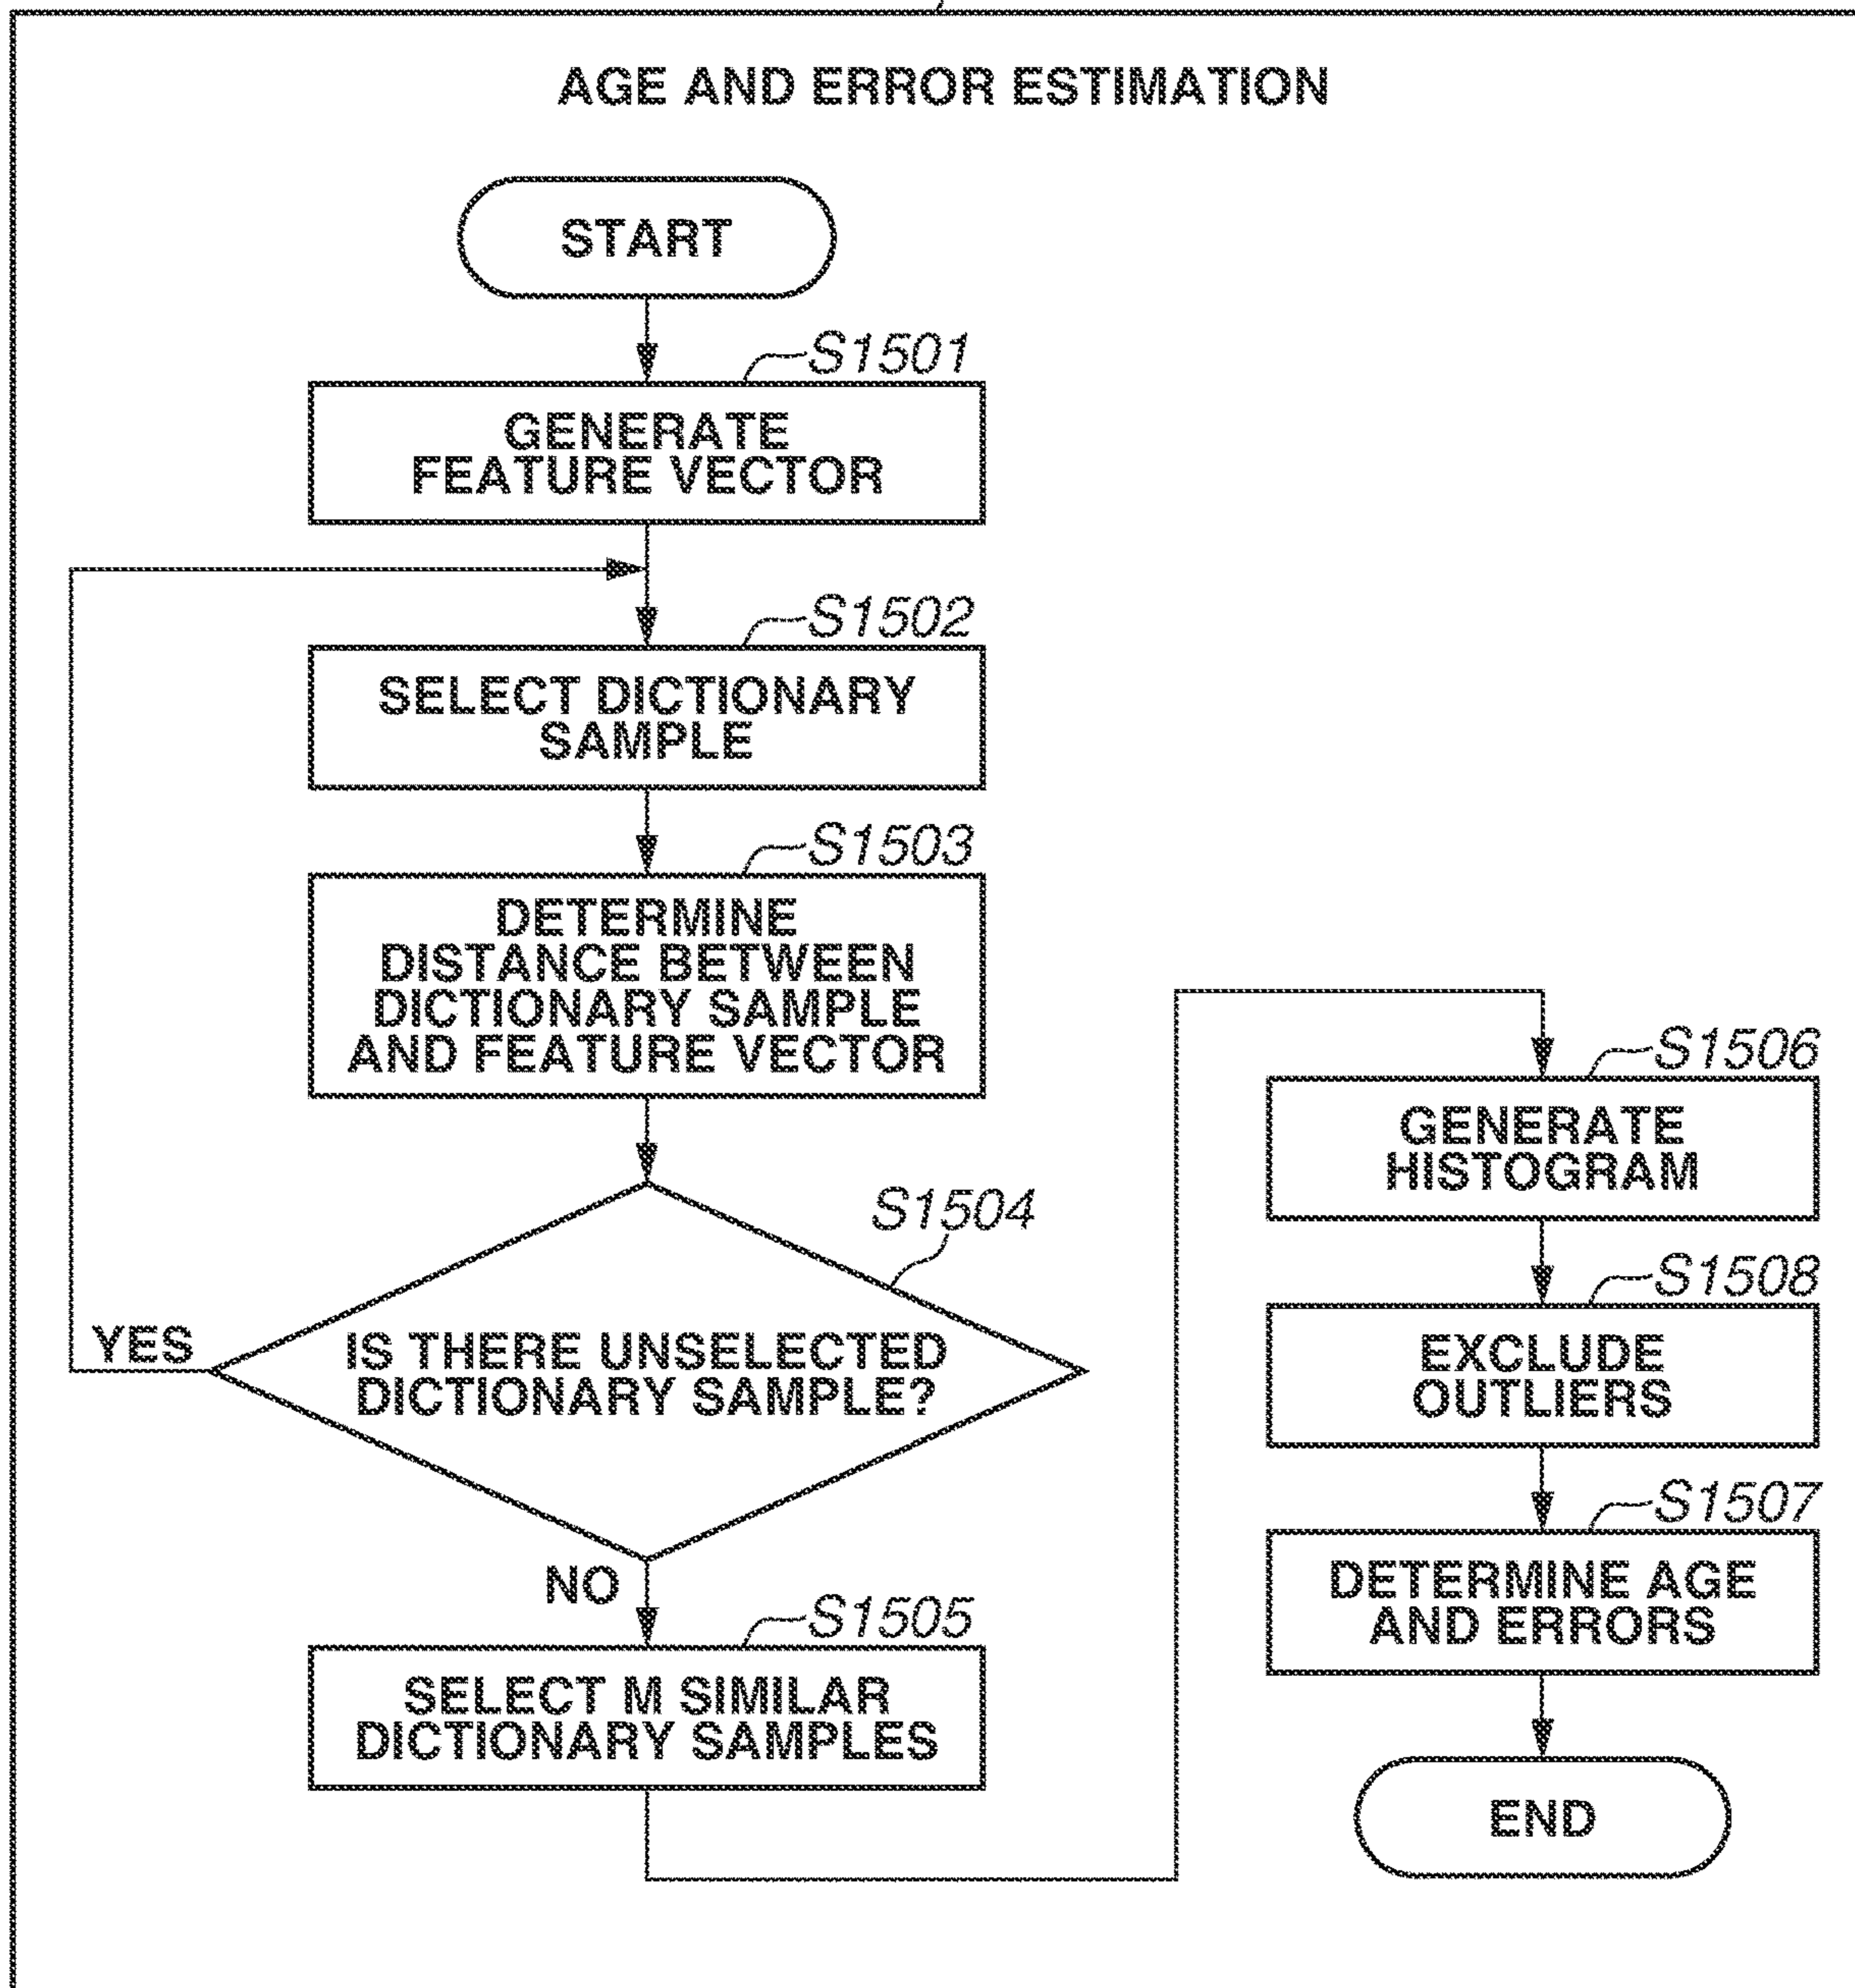 AGE AND ERROR ESTIMATION
START
S1501
GENERATE
FEATURE VECTOR
S1502
SELECT DICTIONARY
SAMPLE
S1503
DETERMINE
DISTANCE BETWEEN
DICTIONARY SAMPLE
AND FEATURE VECTOR
S1504
IS THERE UNSELECTED
DICTIONARY SAMPLE?
YES
NO
S1505
SELECT M SIMILAR
DICTIONARY SAMPLES
S1506
GENERATE
HISTOGRAM
S1508
EXCLUDE
OUTLIERS
S1507
DETERMINE AGE
AND ERRORS
END